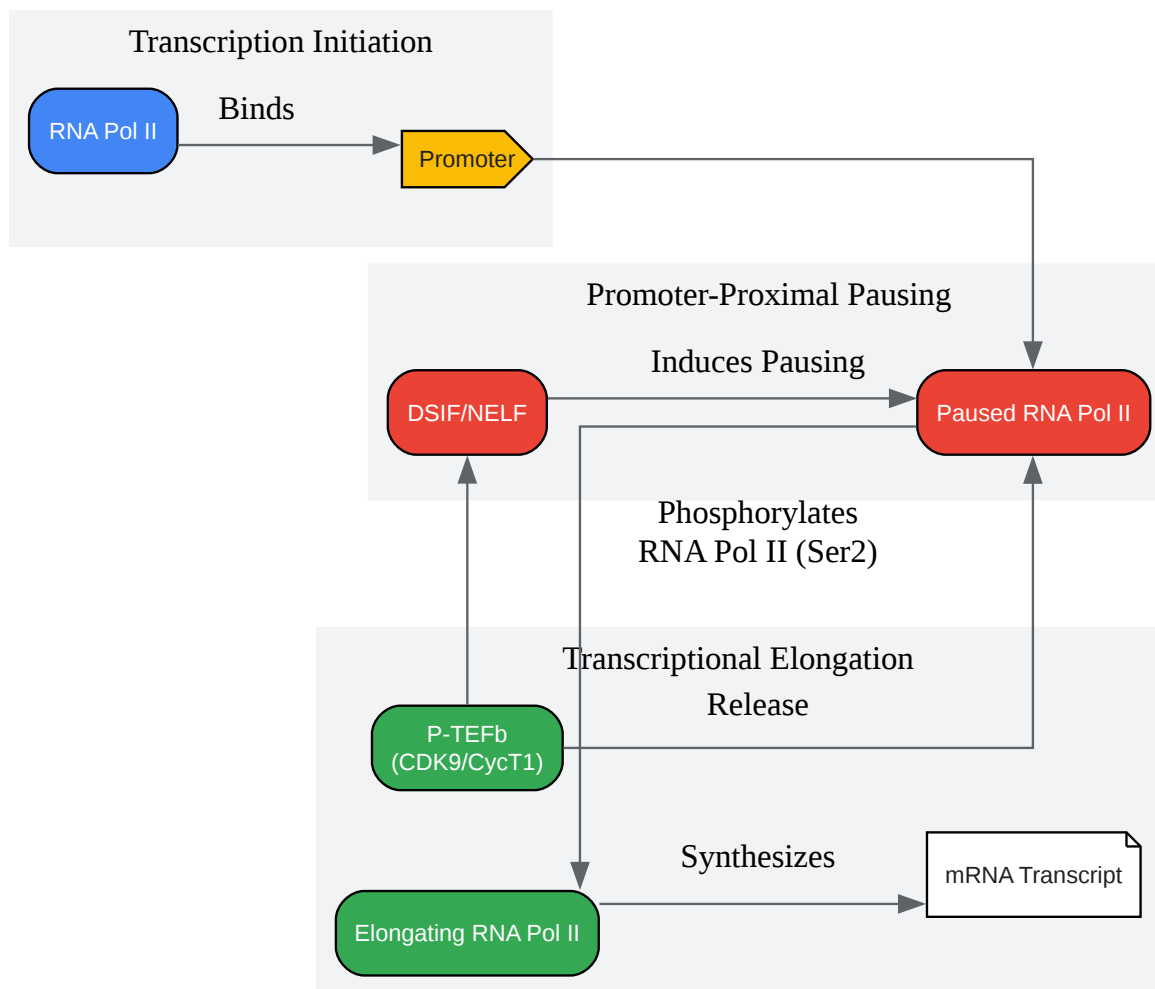 Transcription Initiation
Binds
RNA Pol II
Promoter
Promoter-Proximal Pausing
Induces Pausing
DSIF/NELF
Paused RNA Pol II
Phosphorylates
RNA Pol II (Ser2)
Transcriptional Elongation
Release
P-TEFb
(CDK9/CycT1)
Synthesizes
mRNA Transcript
Elongating RNA Pol II